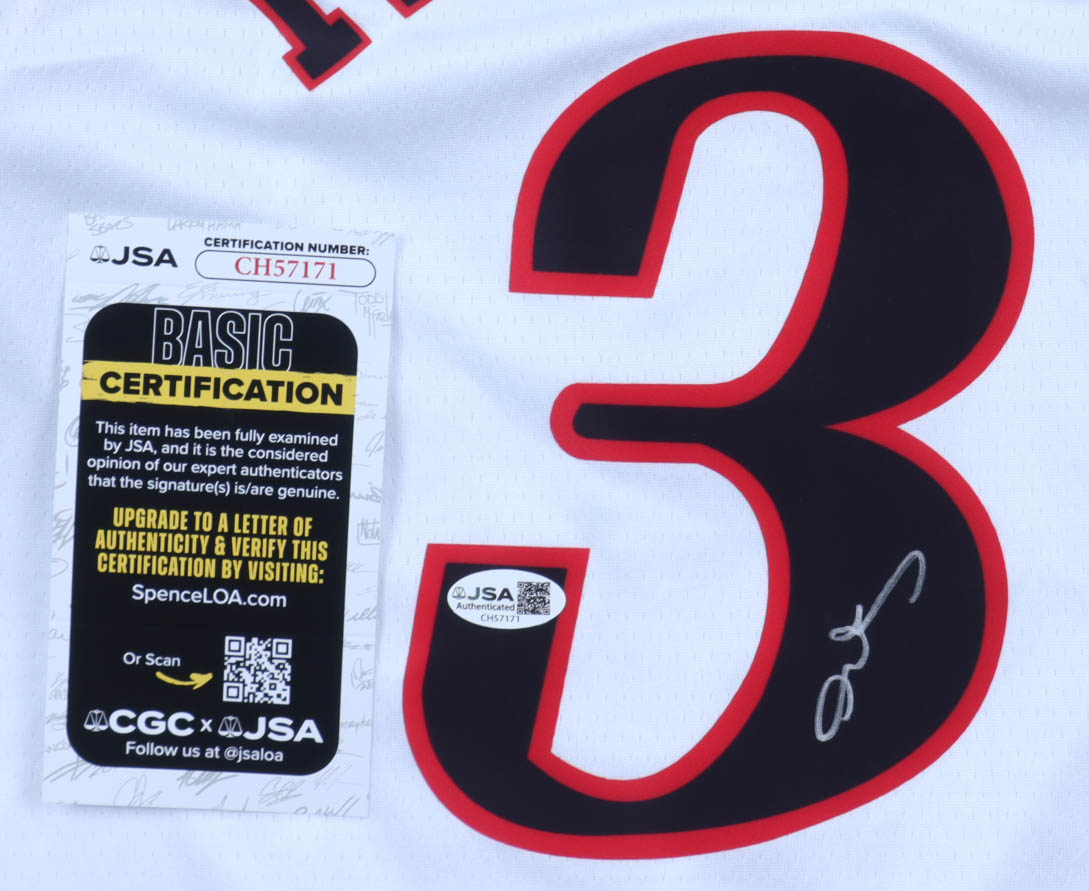 JSA
CERTIFICATION NUMBER:
CH57171
BASIC
CERTIFICATION
This item has been fully examined
by JSA, and it is the considered
opinion of our expert authenticators
that the signature(s) is/are genuine.
UPGRADE TO A LETTER OF
AUTHENTICITY & VERIFY THIS
CERTIFICATION BY VISITING:
SpenceLOA.com
Or Scan
CGC x JSA
Follow us at @jsaloa
3
JSA
Authenticated
CH57171